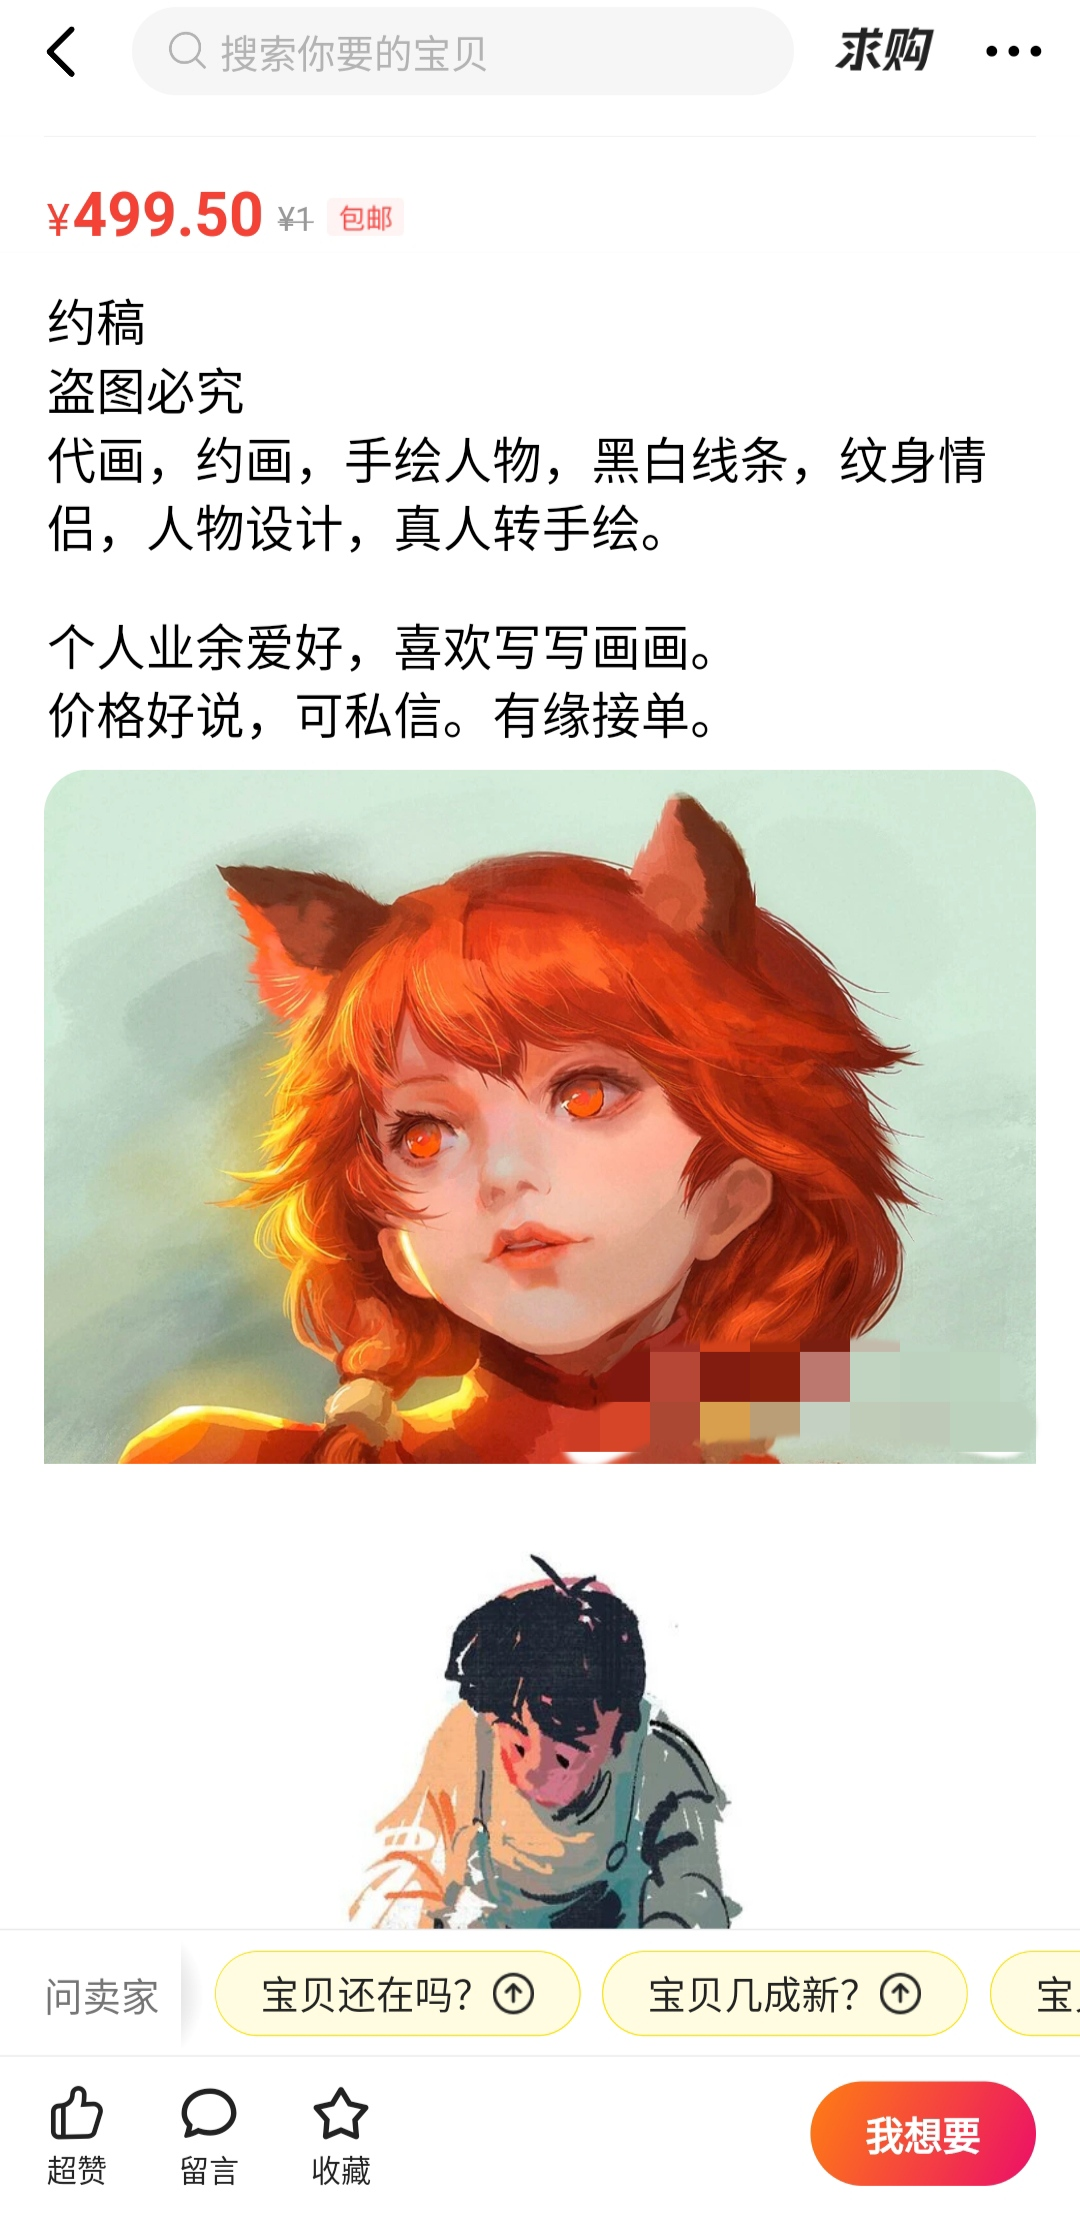 搜索你要的宝贝
求购
¥499.50 ¥1 包邮
约稿
盗图必究
代画，约画，手绘人物，黑白线条，纹身情
侣，人物设计，真人转手绘。
个人业余爱好，喜欢写写画画。
价格好说，可私信。有缘接单。
问卖家
宝贝还在吗？
宝贝几成新？
宝
超赞
留言
收藏
我想要